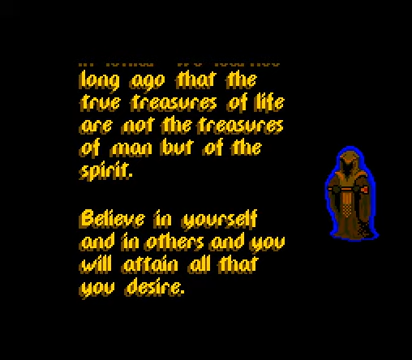 long ago that the
true treasures of life
are not the treasures
of man but of the
spirit.
Believe in yourself
and in others and you
will attain all that
you desire.